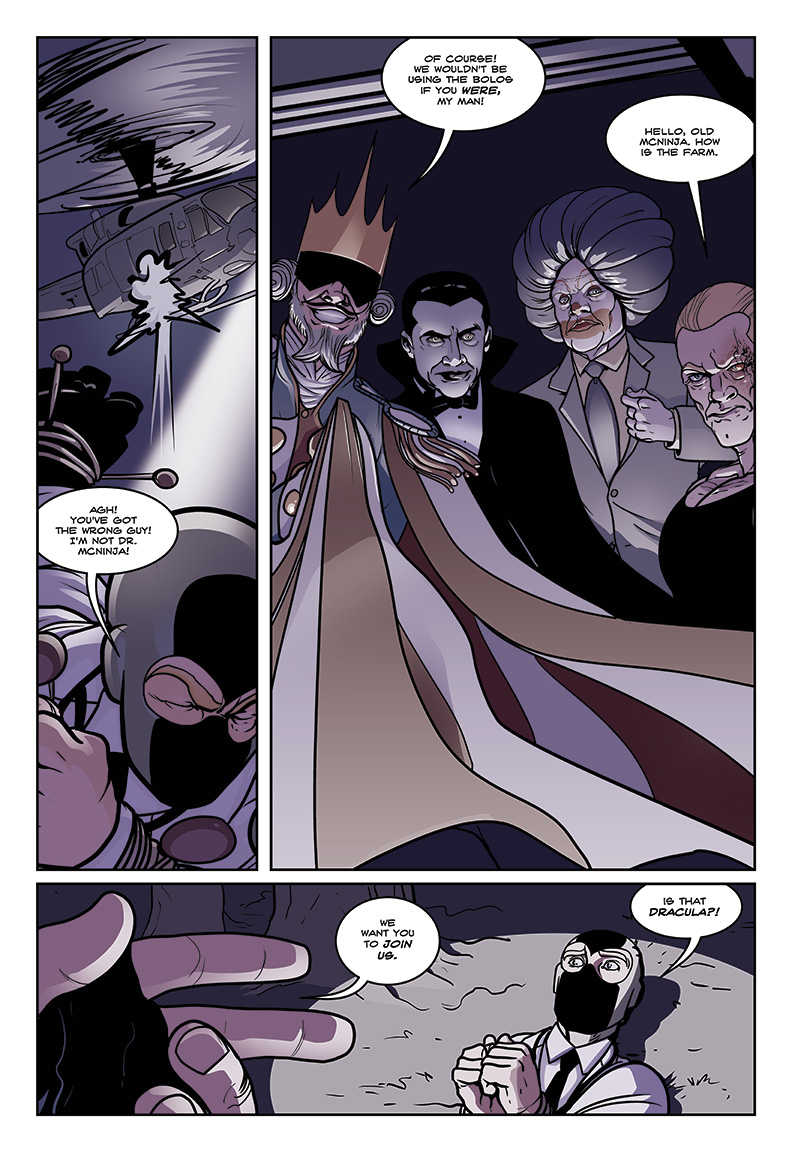 AGH!
YOU'VE GOT
THE WRONG GUY!
I'M NOT DR.
MCNINJA!
OF COURSE!
WE WOULDN'T BE
USING THE BOLOS
IF YOU WERE,
MY MAN!
HELLO, OLD
MCNINJA. HOW
IS THE FARM.
WE
WANT YOU
TO JOIN
US.
IS THAT
DRACULA?!